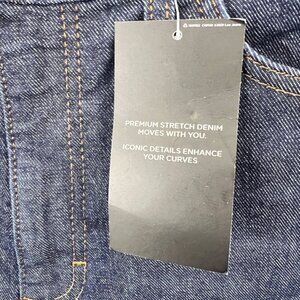 PREMIUM STRETCH DENIM
MOVES WITH YOU.
ICONIC DETAILS ENHANCE
YOUR CURVES